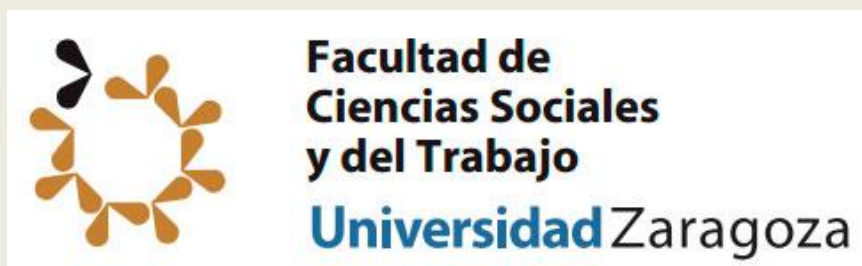 Facultad de
Ciencias Sociales
y del Trabajo
Universidad Zaragoza